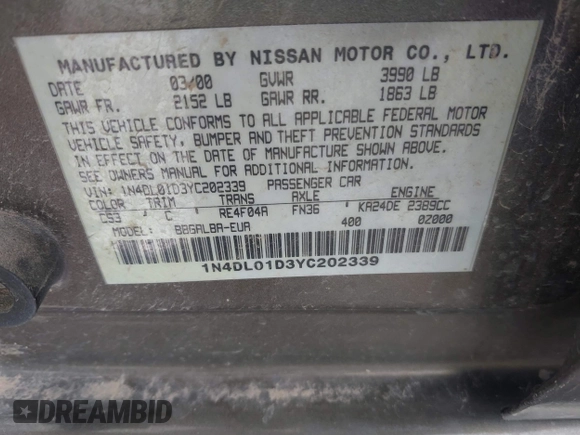 MANUFACTURED BY NISSAN MOTOR CO., LTD.
DATE 03/00 GVWR 3990 LB
GAWR FR. 2152 LB GAWR RR. 1863 LB
THIS VEHICLE CONFORMS TO ALL APPLICABLE FEDERAL MOTOR
VEHICLE SAFETY, BUMPER AND THEFT PREVENTION STANDARDS
IN EFFECT ON THE DATE OF MANUFACTURE SHOWN ABOVE.
SEE OWNERS MANUAL FOR ADDITIONAL INFORMATION.
VIN: 1N4DL01D3YC202339 PASSENGER CAR
COLOR TRIM TRANS AXLE ENGINE
CS3 C RE4F04A FN36 KA24DE 2389CC
MODEL: BBGALBA-EUA 400 02000
1N4DL01D3YC202339
DREAMBID